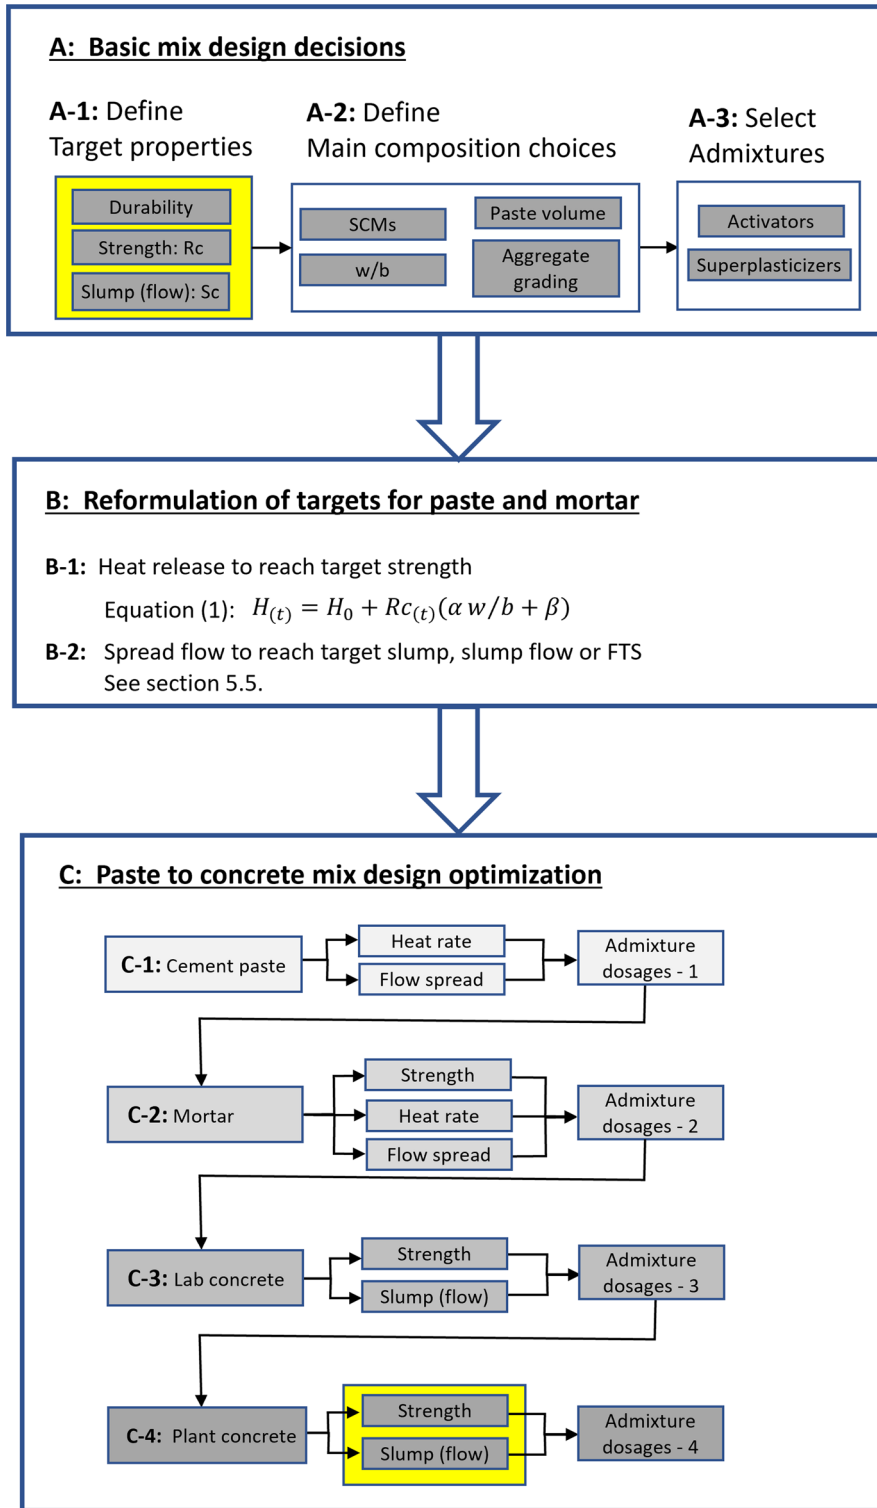 A:  Basic mix design decisions
A-1: Define
Target properties
A-2: Define
Main composition choices
A-3: Select
Admixtures
Durability
Strength: Rc
Slump (flow): Sc
SCMs
w/b
Paste volume
Aggregate
grading
Activators
Superplasticizers
B:  Reformulation of targets for paste and mortar
B-1:  Heat release to reach target strength
Equation (1):  H(t) = H0 + Rc(t)(α w/b + β)
B-2:  Spread flow to reach target slump, slump flow or FTS
See section 5.5.
C:  Paste to concrete mix design optimization
C-1: Cement paste
Heat rate
Flow spread
Admixture
dosages - 1
C-2: Mortar
Strength
Heat rate
Flow spread
Admixture
dosages - 2
C-3: Lab concrete
Strength
Slump (flow)
Admixture
dosages - 3
C-4: Plant concrete
Strength
Slump (flow)
Admixture
dosages - 4